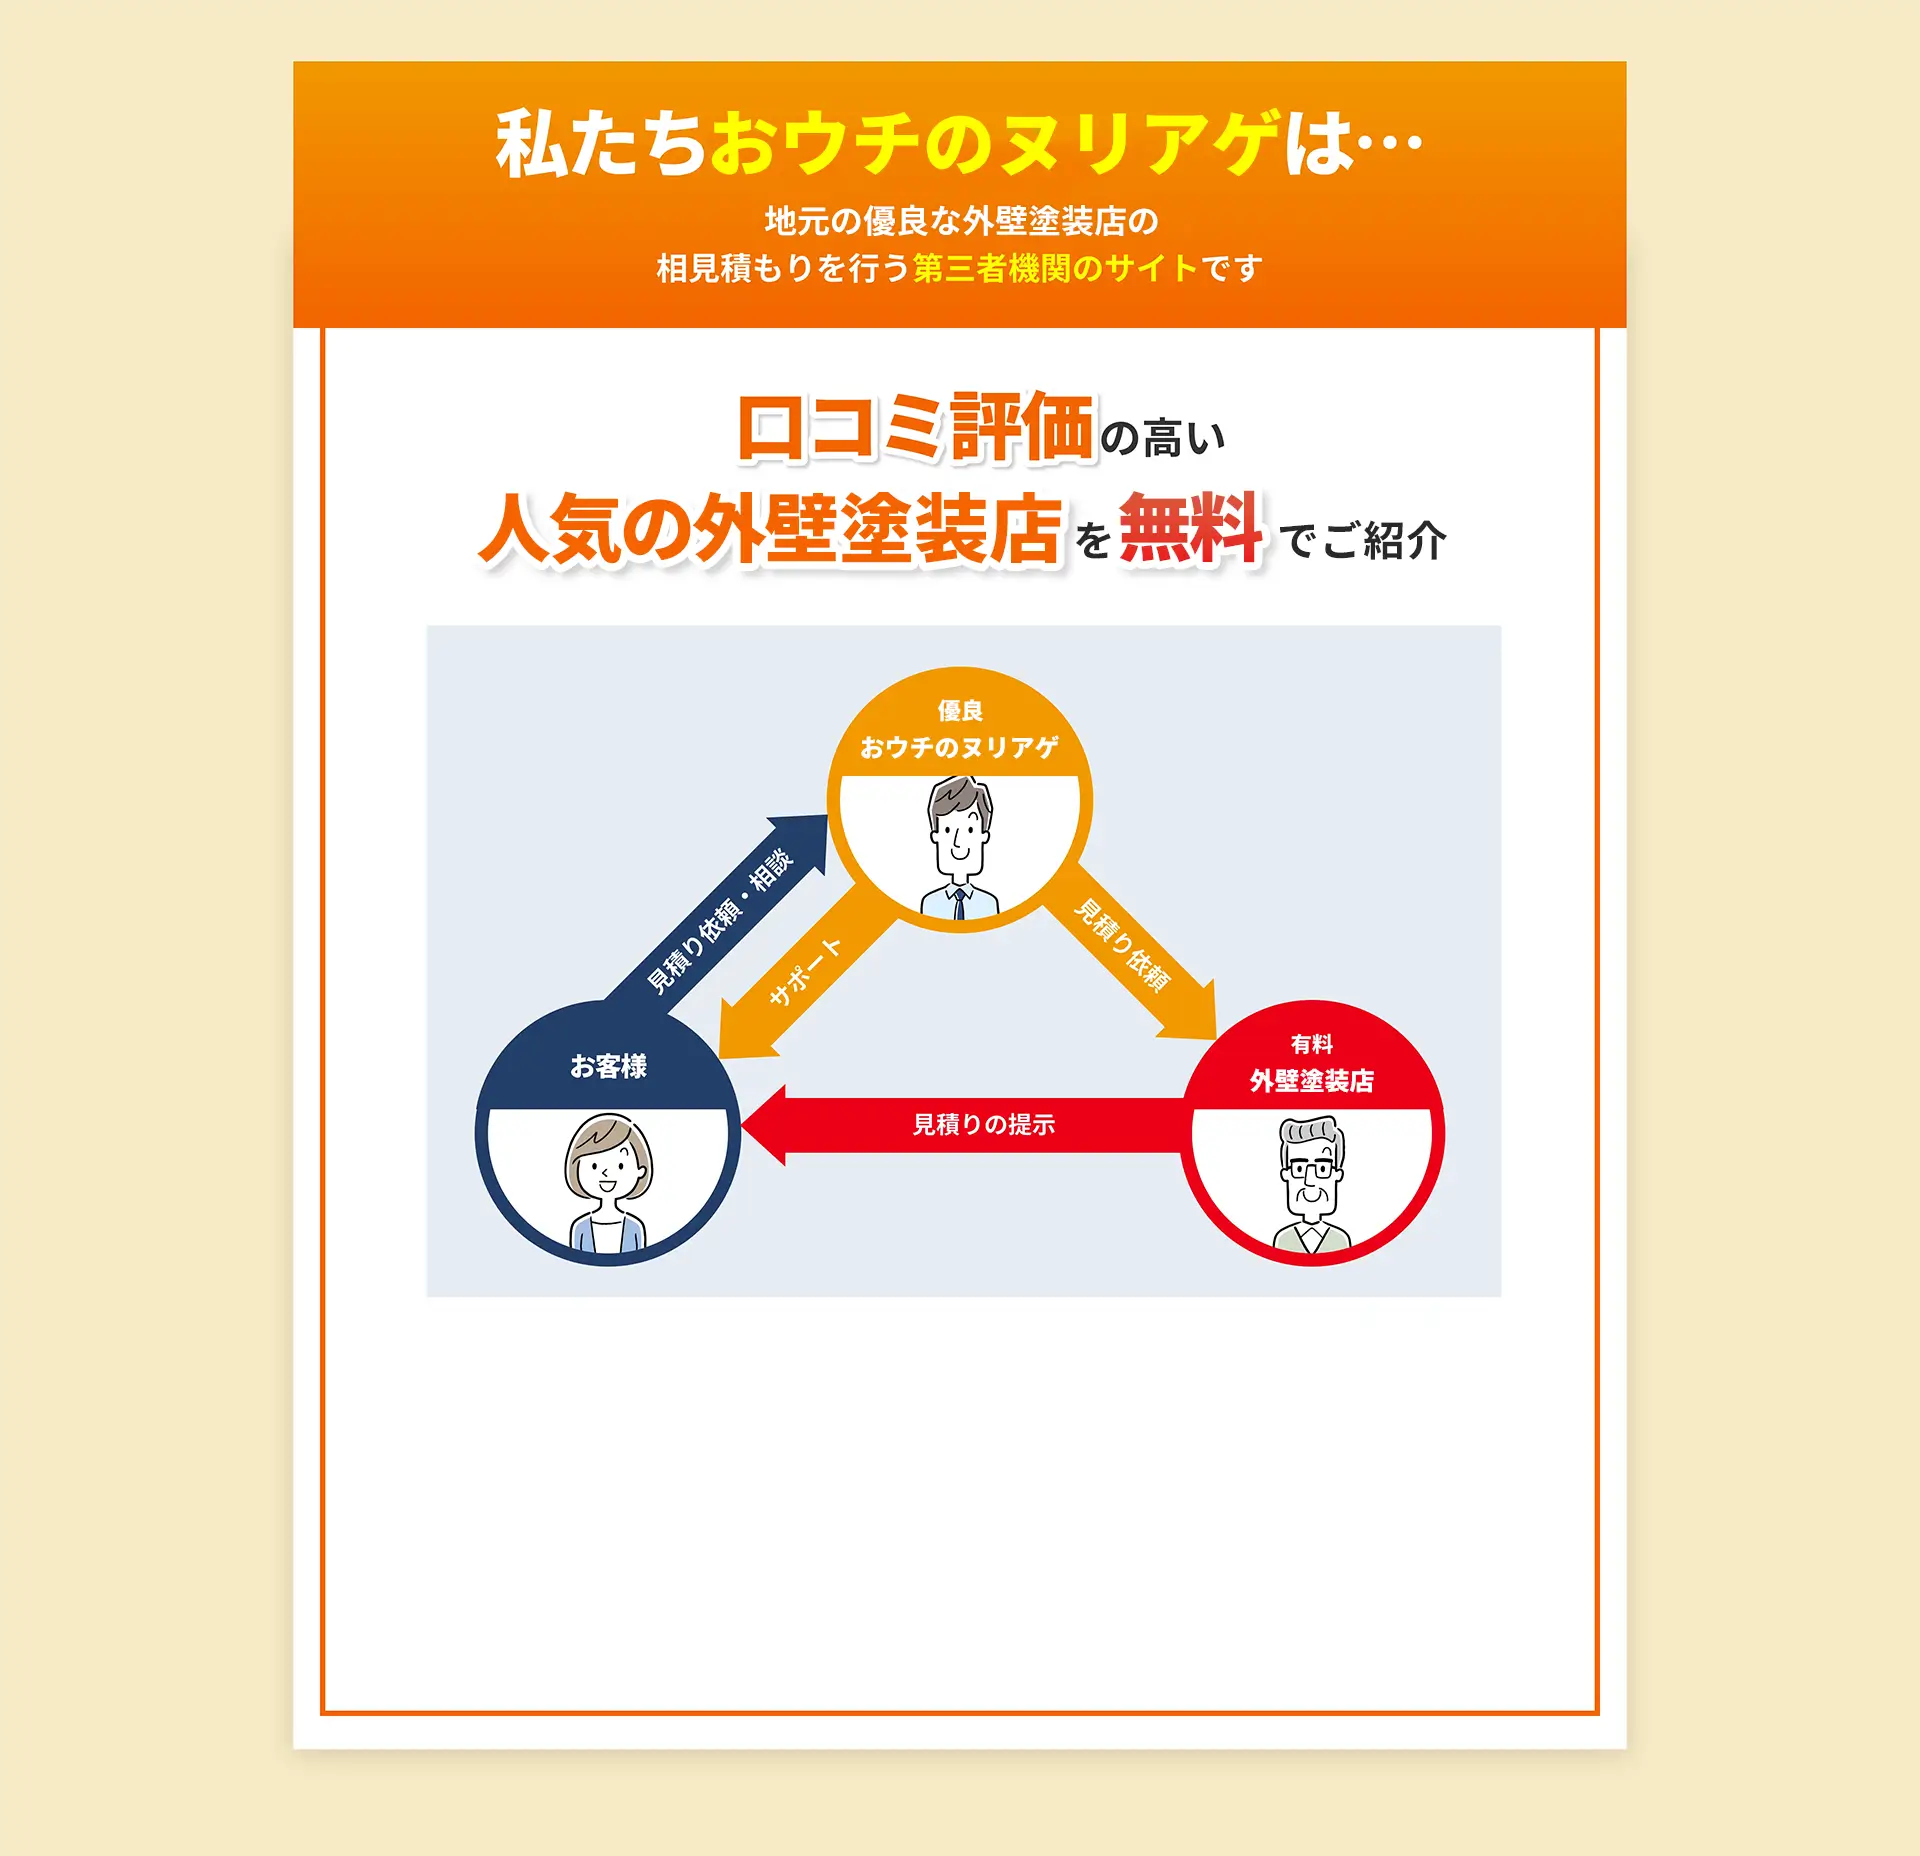 私たちおウチのヌリアゲは…
地元の優良な外壁塗装店の
相見積もりを行う第三者機関のサイトです
口コミ評価の高い
人気の外壁塗装店を無料でご紹介
優良
おウチのヌリアゲ
見積り依頼・相談
サポート
見積り依頼
お客様
有料
外壁塗装店
見積りの提示